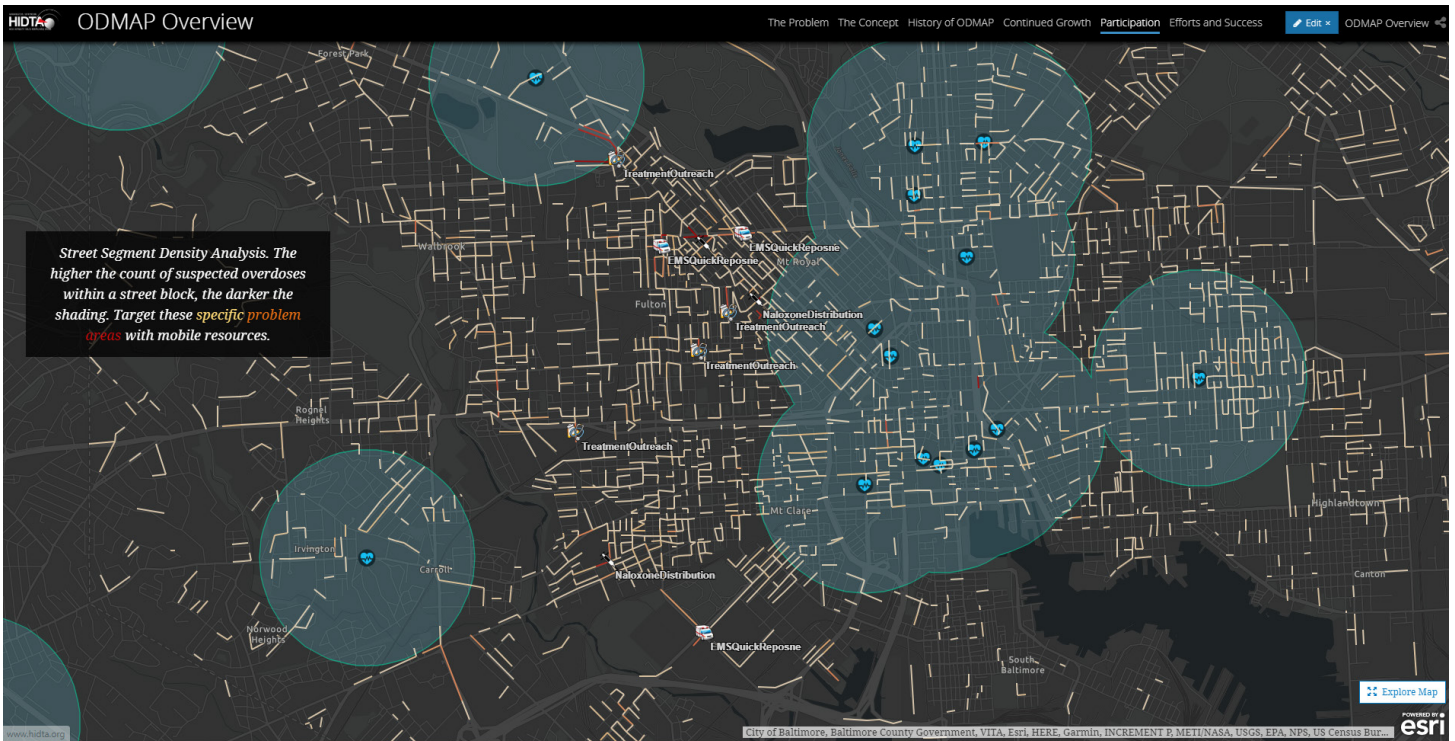 HIDTA
ODMAP Overview
The Problem The Concept History of ODMAP Continued Growth Participation Efforts and Success
Edit ×
ODMAP Overview
Forest Park
TreatmentOutreach
Walbrook
EMSQuickReposne
EMSQuickReposne
Mt Royal
Street Segment Density Analysis. The
higher the count of suspected overdoses
within a street block, the darker the
shading. Target these specific problem
areas with mobile resources.
Fulton
NaloxoneDistribution
TreatmentOutreach
TreatmentOutreach
Rognel
Heights
TreatmentOutreach
Highlandtown
Mt Clare
Irvington
Carroll
NaloxoneDistribution
Canton
Norwood
Heights
EMSQuickReposne
South
Baltimore
Explore Map
POWERED BY
esri
www.hidta.org
City of Baltimore, Baltimore County Government, VITA, Esri, HERE, Garmin, INCREMENT P, METI/NASA, USGS, EPA, NPS, US Census Bur...